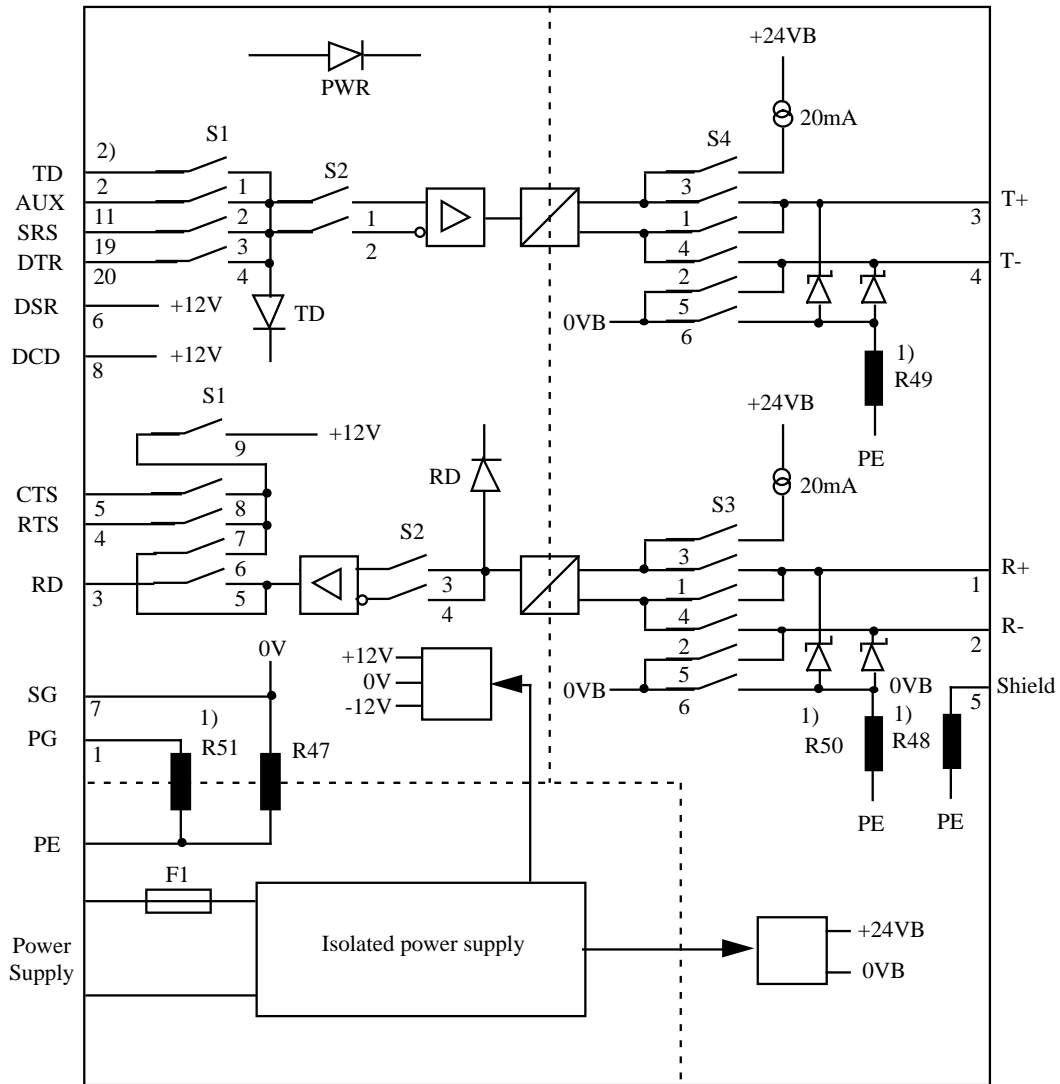 +24VB
PWR
20mA
S1
S4
2)
S2
TD
2
1
3
T+
3
AUX
11
2
1
1
SRS
19
3
2
4
T-
4
DTR
20
4
2
DSR
6
+12V
TD
0VB
5
6
DCD
8
+12V
1)
R49
S1
+24VB
+12V
9
PE
RD
20mA
CTS
5
8
S3
RTS
4
7
S2
6
3
R+
1
RD
3
5
3
1
4
4
R-
2
0V
+12V
2
0V
0VB
5
0VB
Shield
5
SG
7
-12V
6
1)
1)
1)
PG
1
R51
R47
R50
R48
PE
PE
PE
F1
Isolated power supply
+24VB
Power
Supply
0VB